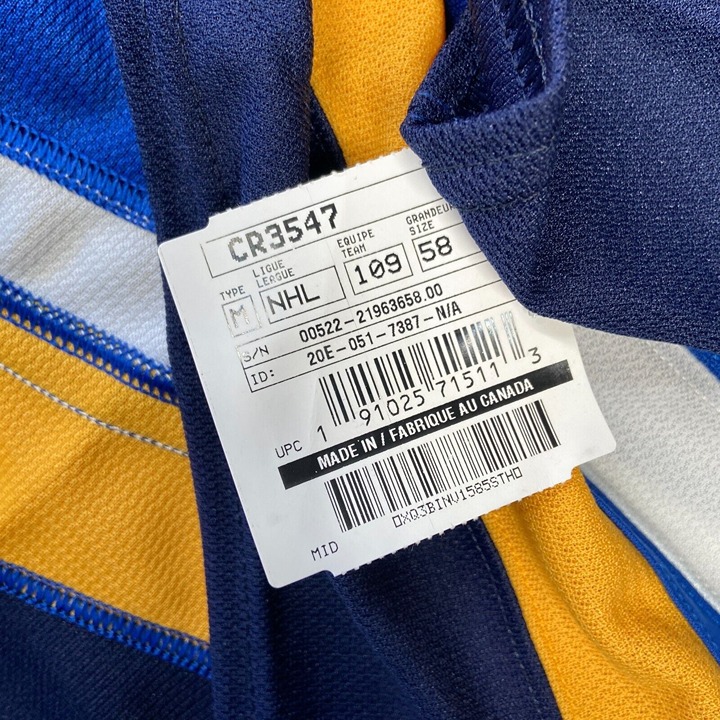 CR3547
TYPE
LIGUE
LEAGUE
EQUIPE
TEAM
GRANDEUR
SIZE
M NHL 109 58
S/N 00522-21963658.00
ID: 20E-051-7387-N/A
UPC 1 91025 71511 3
MADE IN / FABRIQUE AU CANADA
MID